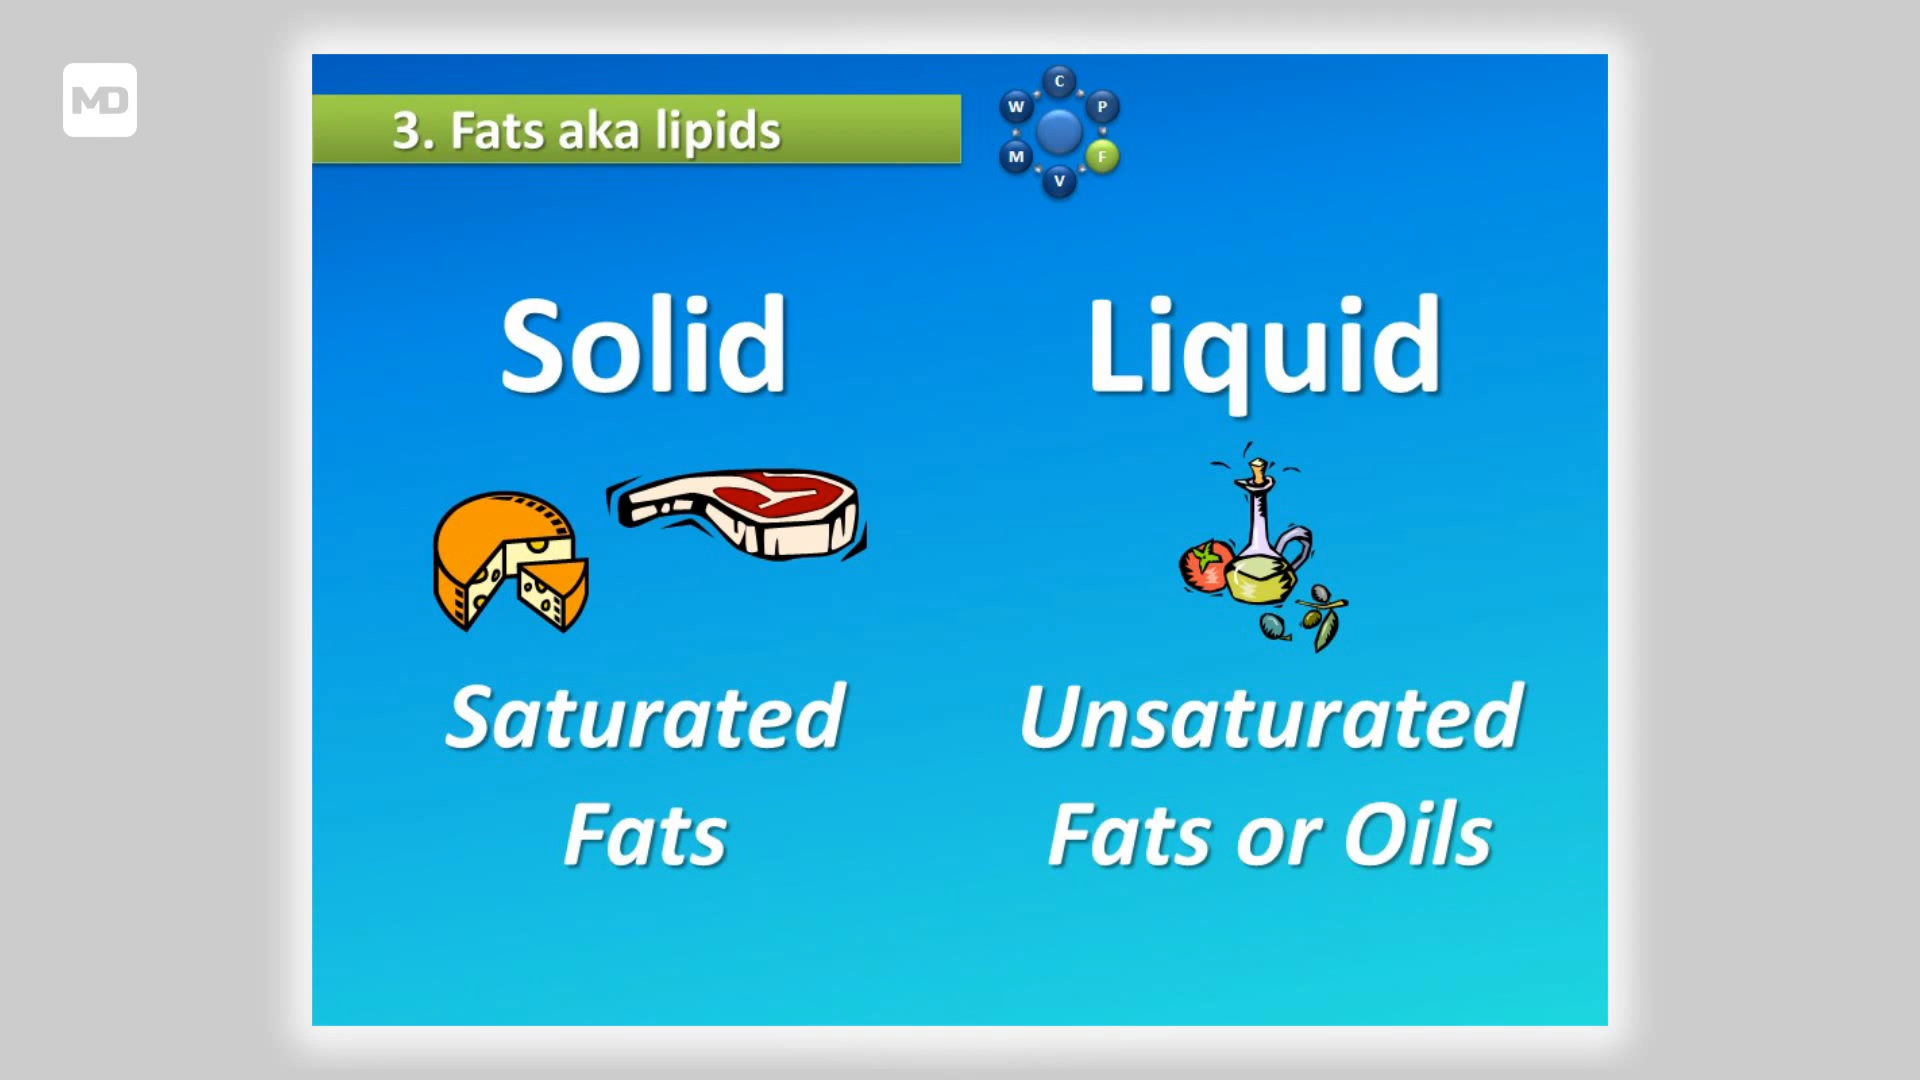 MD
3. Fats aka lipids
C
W
P
M
F
V
Solid
Liquid
Saturated
Fats
Unsaturated
Fats or Oils